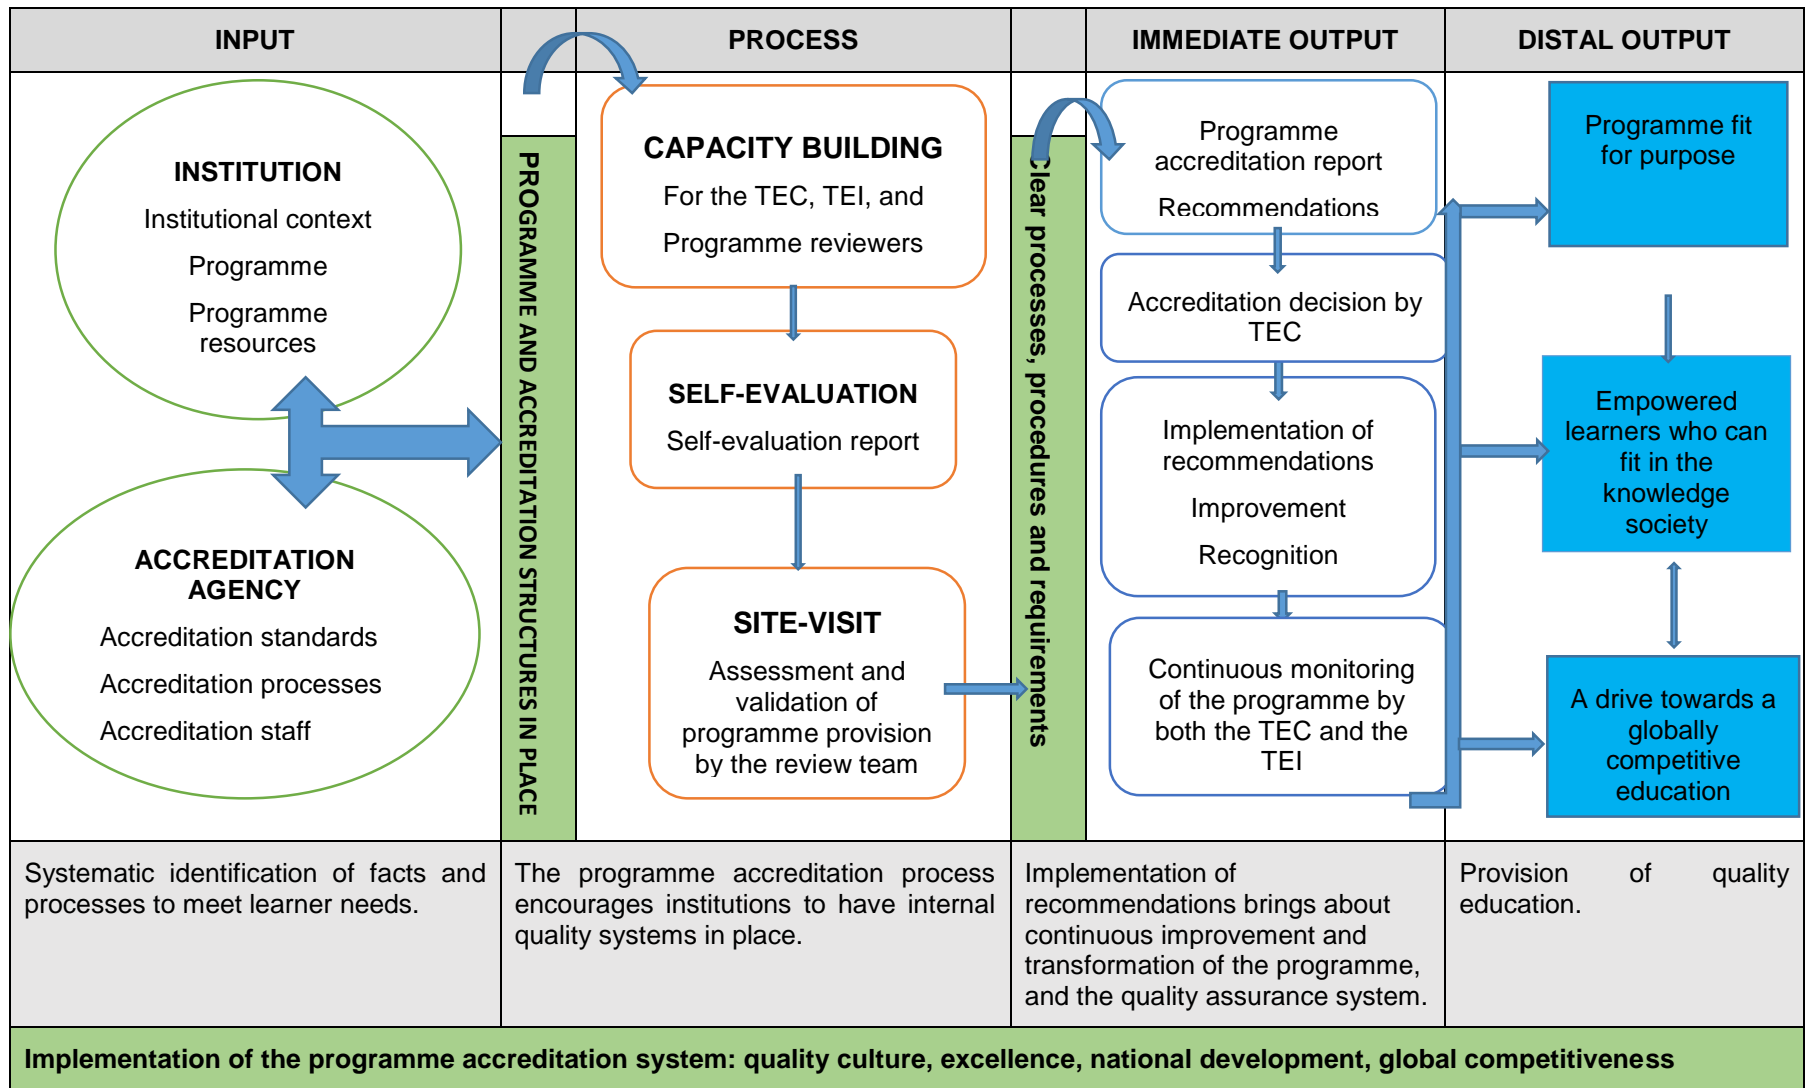 INPUT
PROCESS
IMMEDIATE OUTPUT
DISTAL OUTPUT
INSTITUTION
Institutional context
Programme
Programme
resources
ACCREDITATION
AGENCY
Accreditation standards
Accreditation processes
Accreditation staff
PROGRAMME AND ACCREDITATION STRUCTURES IN PLACE
CAPACITY BUILDING
For the TEC, TEI, and
Programme reviewers
SELF-EVALUATION
Self-evaluation report
SITE-VISIT
Assessment and
validation of
programme provision
by the review team
Clear processes, procedures and requirements
Programme
accreditation report
Recommendations
Accreditation decision by
TEC
Implementation of
recommendations
Improvement
Recognition
Continuous monitoring
of the programme by
both the TEC and the
TEI
Programme fit
for purpose
Empowered
learners who can
fit in the
knowledge
society
A drive towards a
globally
competitive
education
Systematic identification of facts and
processes to meet learner needs.
The programme accreditation process
encourages institutions to have internal
quality systems in place.
Implementation of
recommendations brings about
continuous improvement and
transformation of the programme,
and the quality assurance system.
Provision of quality
education.
Implementation of the programme accreditation system: quality culture, excellence, national development, global competitiveness